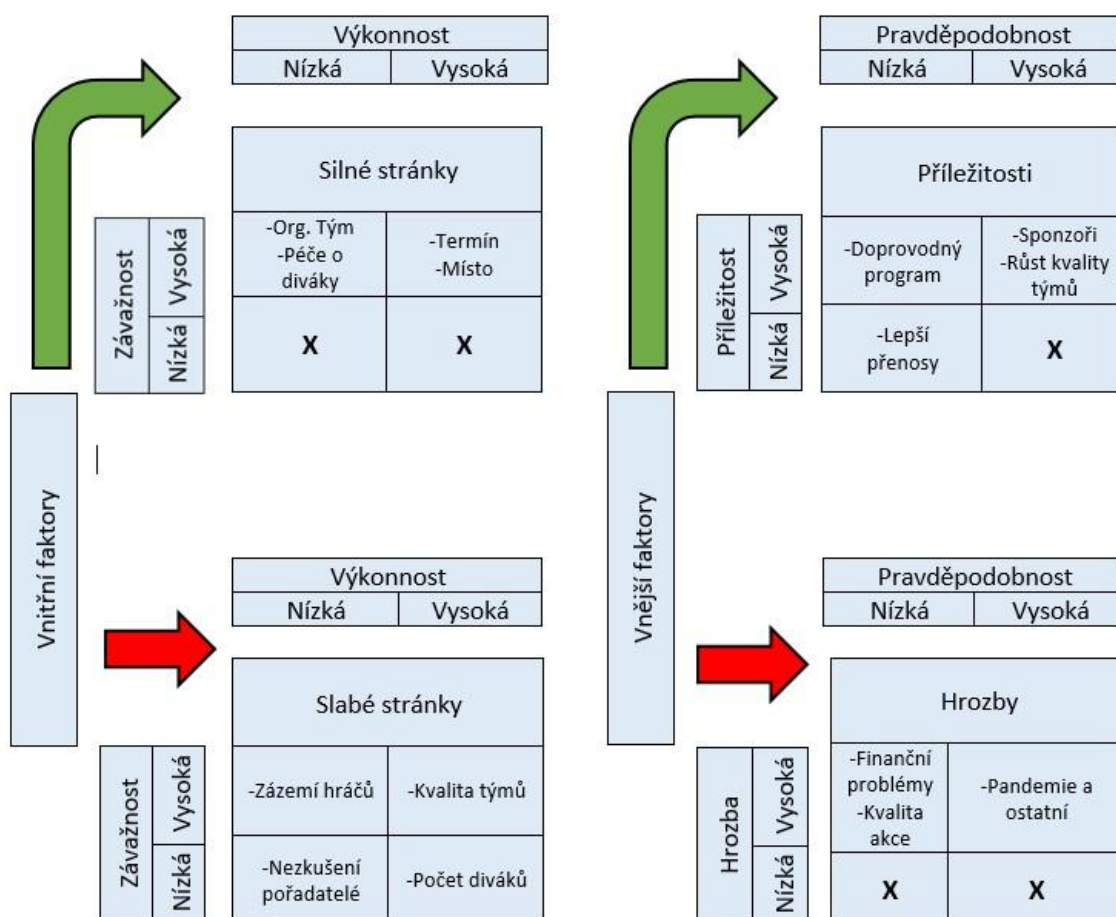 Výkonnost
Nízká Vysoká
Silné stránky
Závažnost
Vysoká
Nízká
-Org. Tým
-Péče o
diváky
-Termín
-Místo
X X
Vnitřní faktory
Výkonnost
Nízká Vysoká
Slabé stránky
Závažnost
Vysoká
Nízká
-Zázemí hráčů
-Kvalita týmů
-Nezkušení
pořadatelé
-Počet diváků
Pravděpodobnost
Nízká Vysoká
Příležitosti
Příležitost
Vysoká
Nízká
-Doprovodný
program
-Sponzoři
-Růst kvality
týmů
-Lepší
přenosy
X
Vnější faktory
Pravděpodobnost
Nízká Vysoká
Hrozby
Hrozba
Vysoká
Nízká
-Finanční
problémy
-Kvalita
akce
-Pandemie a
ostatní
X X